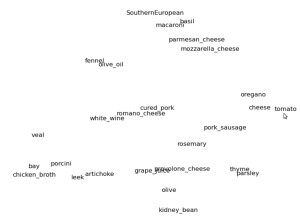 SouthernEuropean
basil
macaroni
parmesan_cheese
mozzarella_cheese
fennel
olive_oil
oregano
cured_pork
cheese
tomato
romano_cheese
white_wine
pork_sausage
veal
rosemary
porcini
bay
provolone_cheese
thyme
grape_juice
parsley
chicken_broth
artichoke
leek
olive
kidney_bean